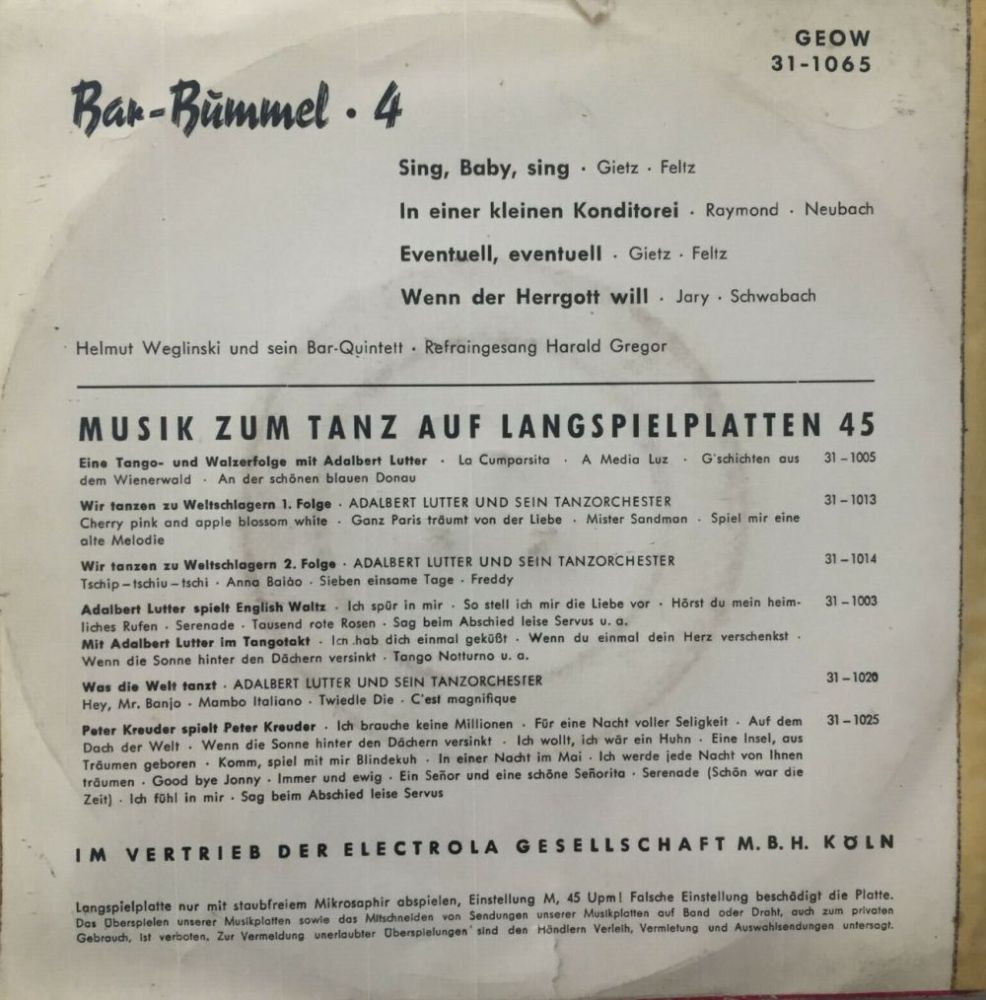 GEOW
31-1065
Bar-Bummel · 4
Sing, Baby, sing · Gietz · Feltz
In einer kleinen Konditorei · Raymond · Neubach
Eventuell, eventuell · Gietz · Feltz
Wenn der Herrgott will · Jary · Schwabach
Helmut Weglinski und sein Bar-Quintett · Refraingesang Harald Gregor
MUSIK ZUM TANZ AUF LANGSPIELPLATTEN 45
Eine Tango- und Walzerfolge mit Adalbert Lutter · La Cumparsita · A Media Luz · G'schichten aus 31-1005
dem Wienerwald · An der schönen blauen Donau
Wir tanzen zu Weltschlagern 1. Folge · ADALBERT LUTTER UND SEIN TANZORCHESTER 31-1013
Cherry pink and apple blossom white · Ganz Paris träumt von der Liebe · Mister Sandman · Spiel mir eine
alte Melodie
Wir tanzen zu Weltschlagern 2. Folge · ADALBERT LUTTER UND SEIN TANZORCHESTER 31-1014
Tschip-tschiu-tschi · Anna Baião · Sieben einsame Tage · Freddy
Adalbert Lutter spielt English Waltz · Ich spür in mir · So stell ich mir die Liebe vor · Hörst du mein heim- 31-1003
liches Rufen · Serenade · Tausend rote Rosen · Sag beim Abschied leise Servus u. a.
Mit Adalbert Lutter im Tangotakt · Ich hab dich einmal geküßt · Wenn du einmal dein Herz verschenkst ·
Wenn die Sonne hinter den Dächern versinkt · Tango Notturno u. a.
Was die Welt tanzt · ADALBERT LUTTER UND SEIN TANZORCHESTER 31-1020
Hey, Mr. Banjo · Mambo Italiano · Twiedle Die · C'est magnifique
Peter Kreuder spielt Peter Kreuder · Ich brauche keine Millionen · Für eine Nacht voller Seligkeit · Auf dem 31-1025
Dach der Welt · Wenn die Sonne hinter den Dächern versinkt · Ich wollt, ich wär ein Huhn · Eine Insel, aus
Träumen geboren · Komm, spiel mit mir Blindekuh · In einer Nacht im Mai · Ich werde jede Nacht von Ihnen
träumen · Good bye Jonny · Immer und ewig · Ein Señor und eine schöne Señorita · Serenade (Schön war die
Zeit) · Ich fühl in mir · Sag beim Abschied leise Servus
IM VERTRIEB DER ELECTROLA GESELLSCHAFT M.B.H. KÖLN
Langspielplatte nur mit staubfreiem Mikrosaphir abspielen, Einstellung M, 45 Upm! Falsche Einstellung beschädigt die Platte.
Das Überspielen unserer Musikplatten sowie das Mitschneiden von Sendungen unserer Musikplatten auf Band oder Draht, auch zum privaten
Gebrauch, ist verboten. Zur Vermeidung unerlaubter Überspielungen sind den Händlern Verleih, Vermietung und Auswahlsendungen untersagt.